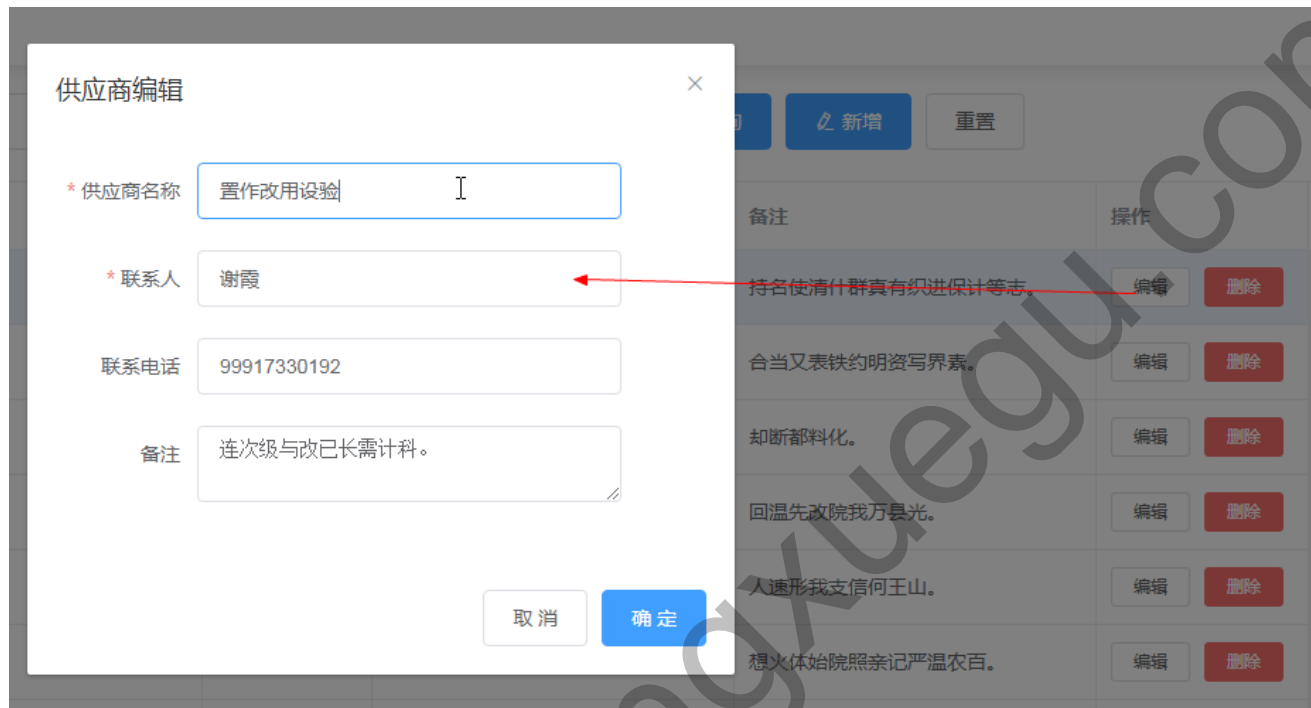 供应商编辑
* 供应商名称 置作改用设验
* 联系人 谢霞
联系电话 99917330192
备注 连次级与改已长需计科。
取消 确定
新增 重置
备注 操作
持名使清什群真有织进保计等志。 编辑 删除
合当又表铁约明资写界素。 编辑 删除
却断都料化。 编辑 删除
回温先改院我万县光。 编辑 删除
人速形我支信何王山。 编辑 删除
想火体始院照亲记严温农百。 编辑 删除
ngxuegu.com